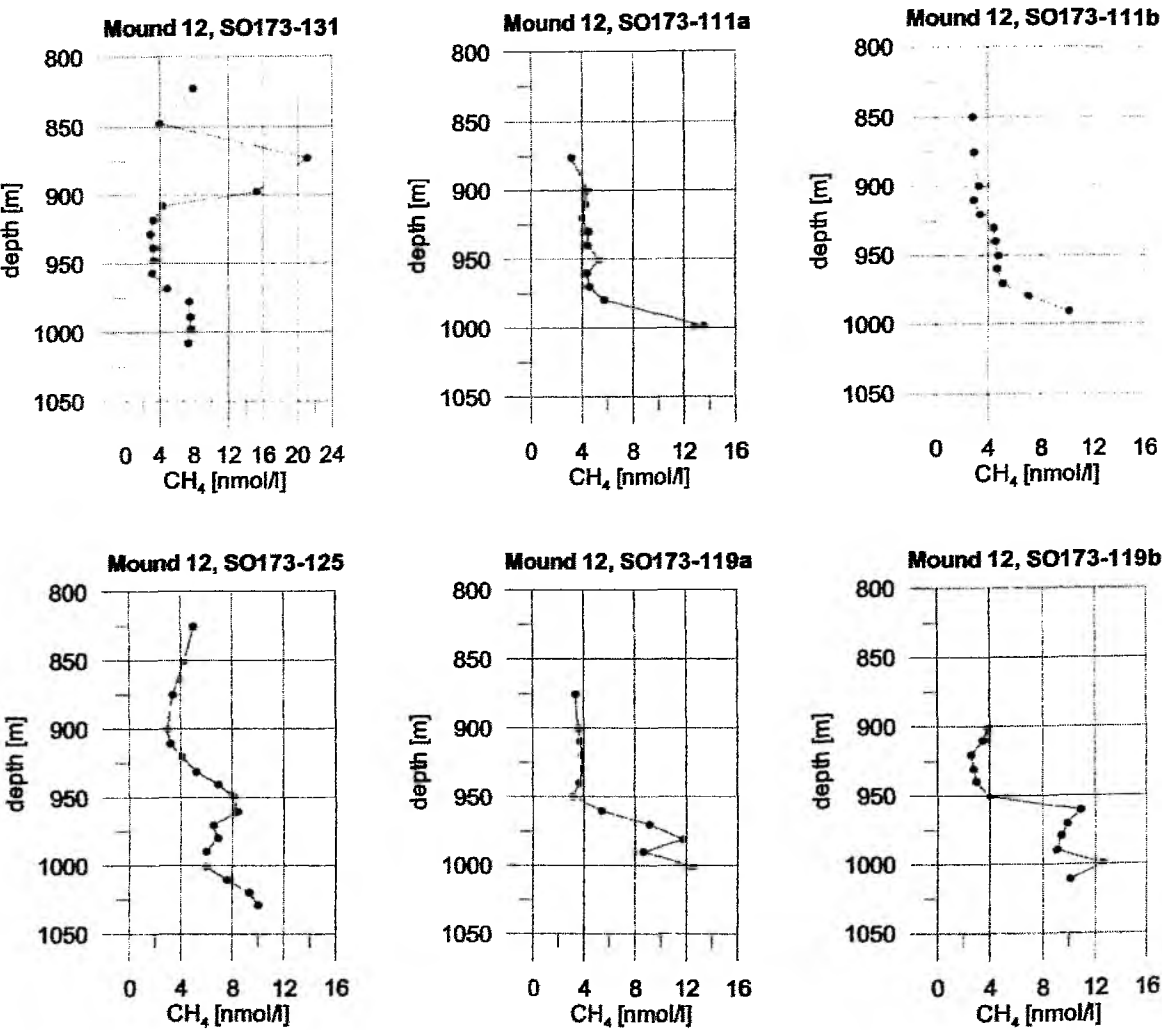 Mound 12, SO173-131
800
850
900
950
1000
1050
depth [m]
0 4 8 12 16 20 24
CH₄ [nmol/l]
Mound 12, SO173-111a
800
850
900
950
1000
1050
depth [m]
0 4 8 12 16
CH₄ [nmol/l]
Mound 12, SO173-111b
800
850
900
950
1000
1050
depth [m]
0 4 8 12 16
CH₄ [nmol/l]
Mound 12, SO173-125
800
850
900
950
1000
1050
depth [m]
0 4 8 12 16
CH₄ [nmol/l]
Mound 12, SO173-119a
800
850
900
950
1000
1050
depth [m]
0 4 8 12 16
CH₄ [nmol/l]
Mound 12, SO173-119b
800
850
900
950
1000
1050
depth [m]
0 4 8 12 16
CH₄ [nmol/l]